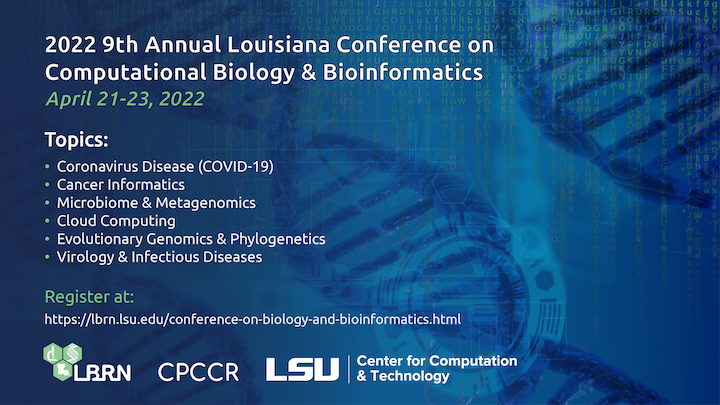 2022 9th Annual Louisiana Conference on
Computational Biology & Bioinformatics
April 21-23, 2022
Topics:
• Coronavirus Disease (COVID-19)
• Cancer Informatics
• Microbiome & Metagenomics
• Cloud Computing
• Evolutionary Genomics & Phylogenetics
• Virology & Infectious Diseases
Register at:
https://lbrn.lsu.edu/conference-on-biology-and-bioinformatics.html
LBRN CPCCR LSU Center for Computation
& Technology